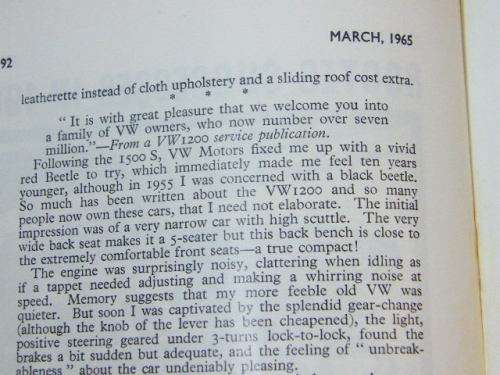 MARCH, 1965
92
leatherette instead of cloth upholstery and a sliding roof cost extra.
* * *
“ It is with great pleasure that we welcome you into
a family of VW owners, who now number over seven
million.”—From a VW1200 service publication.
Following the 1500 S, VW Motors fixed me up with a vivid
red Beetle to try, which immediately made me feel ten years
younger, although in 1955 I was concerned with a black beetle.
So much has been written about the VW1200 and so many
people now own these cars, that I need not elaborate. The initial
impression was of a very narrow car with high scuttle. The very
wide back seat makes it a 5-seater but this back bench is close to
the extremely comfortable front seats—a true compact!
The engine was surprisingly noisy, clattering when idling as
if a tappet needed adjusting and making a whirring noise at
speed. Memory suggests that my more feeble old VW was
quieter. But soon I was captivated by the splendid gear-change
(although the knob of the lever has been cheapened), the light,
positive steering geared under 3-turns lock-to-lock, found the
brakes a bit sudden but adequate, and the feeling of “ unbreak-
ableness ” about the car undeniably pleasing.